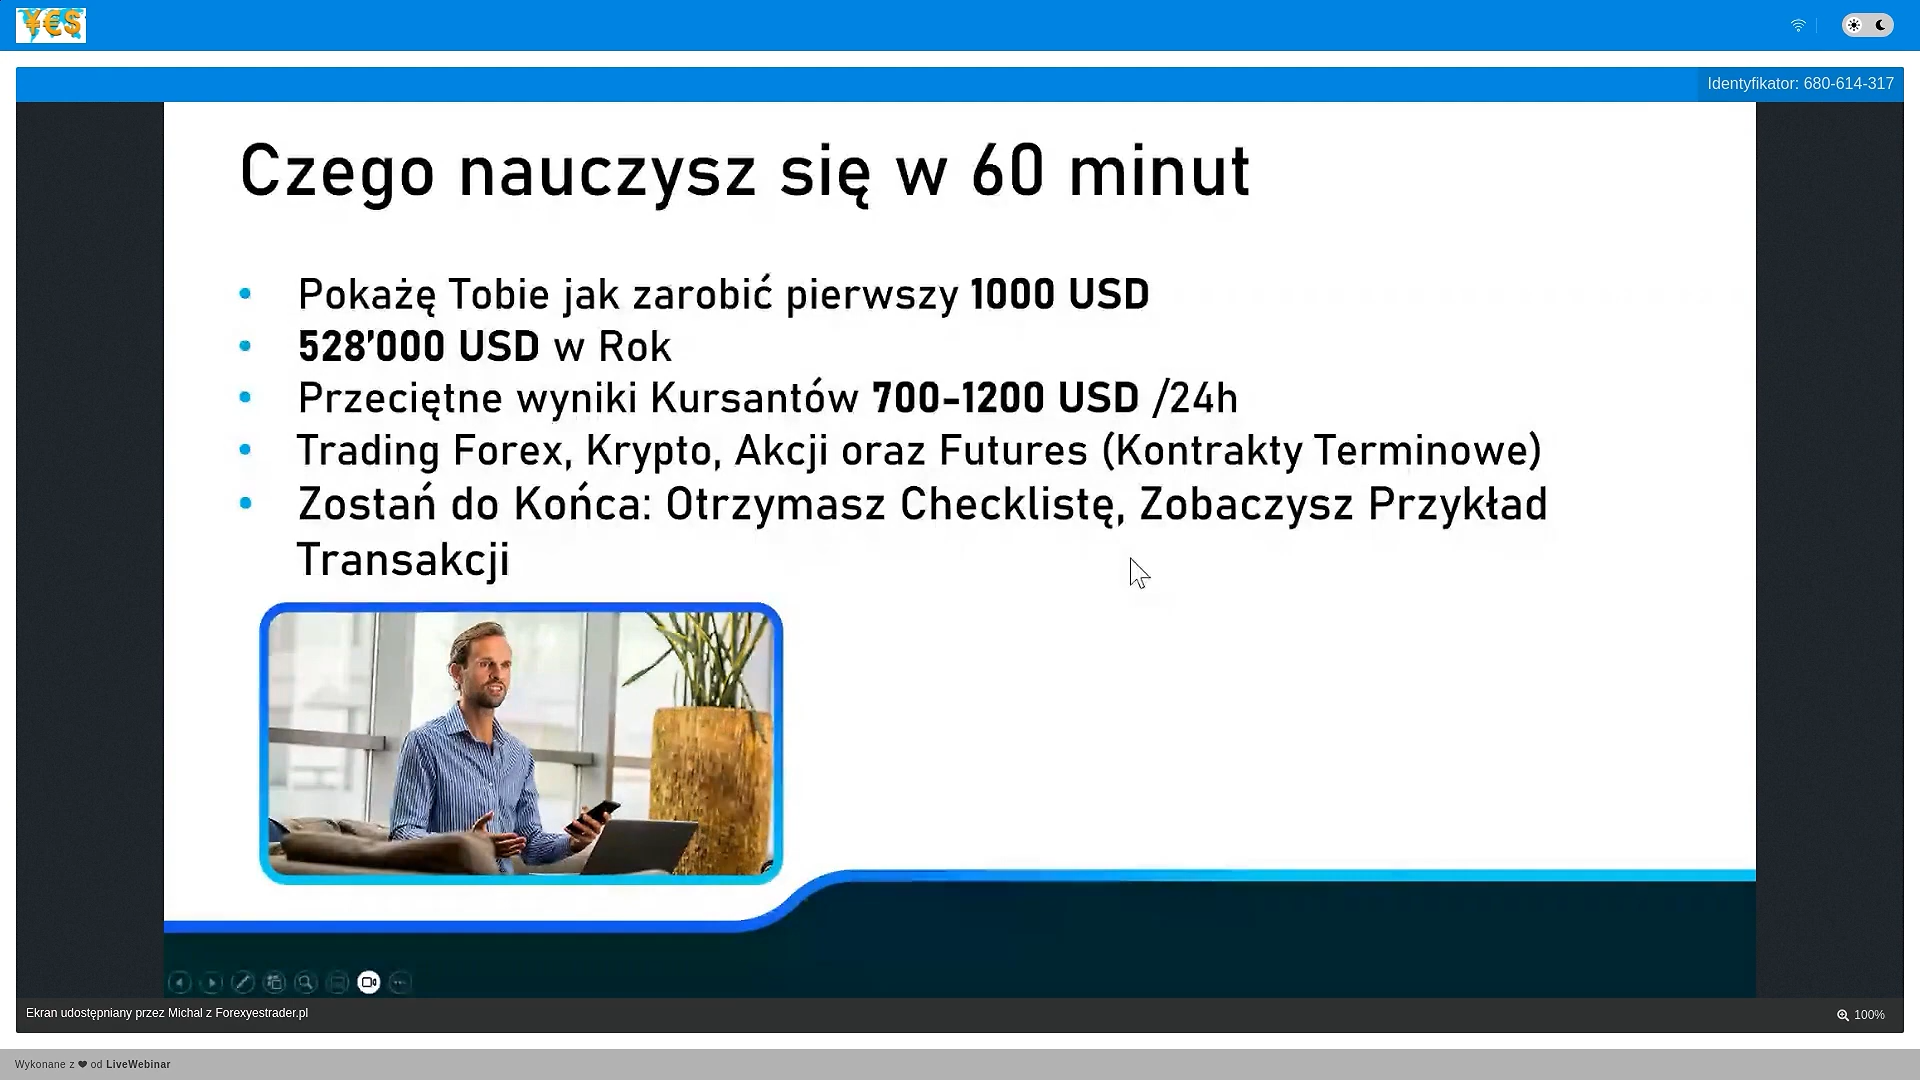 ¥€$
Identyfikator: 680-614-317
Czego nauczysz się w 60 minut
• Pokażę Tobie jak zarobić pierwszy 1000 USD
• 528’000 USD w Rok
• Przeciętne wyniki Kursantów 700-1200 USD /24h
• Trading Forex, Krypto, Akcji oraz Futures (Kontrakty Terminowe)
• Zostań do Końca: Otrzymasz Checklistę, Zobaczysz Przykład
Transakcji
Ekran udostępniany przez Michal z Forexyestrader.pl
100%
Wykonane z ❤ od LiveWebinar